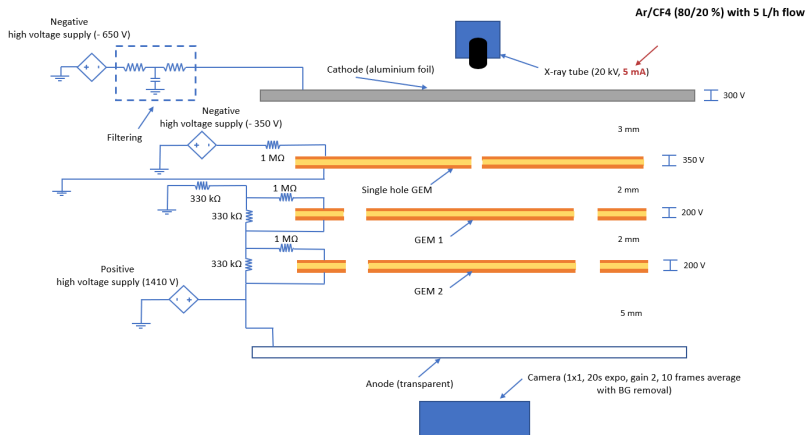 Ar/CF4 (80/20 %) with 5 L/h flow
Negative
high voltage supply (- 650 V)
Cathode (aluminium foil)
X-ray tube (20 kV, 5 mA)
300 V
Filtering
Negative
high voltage supply (- 350 V)
3 mm
1 MΩ
350 V
Single hole GEM
330 kΩ
1 MΩ
2 mm
330 kΩ
200 V
GEM 1
1 MΩ
2 mm
330 kΩ
200 V
Positive
high voltage supply (1410 V)
GEM 2
5 mm
Anode (transparent)
Camera (1x1, 20s expo, gain 2, 10 frames average
with BG removal)